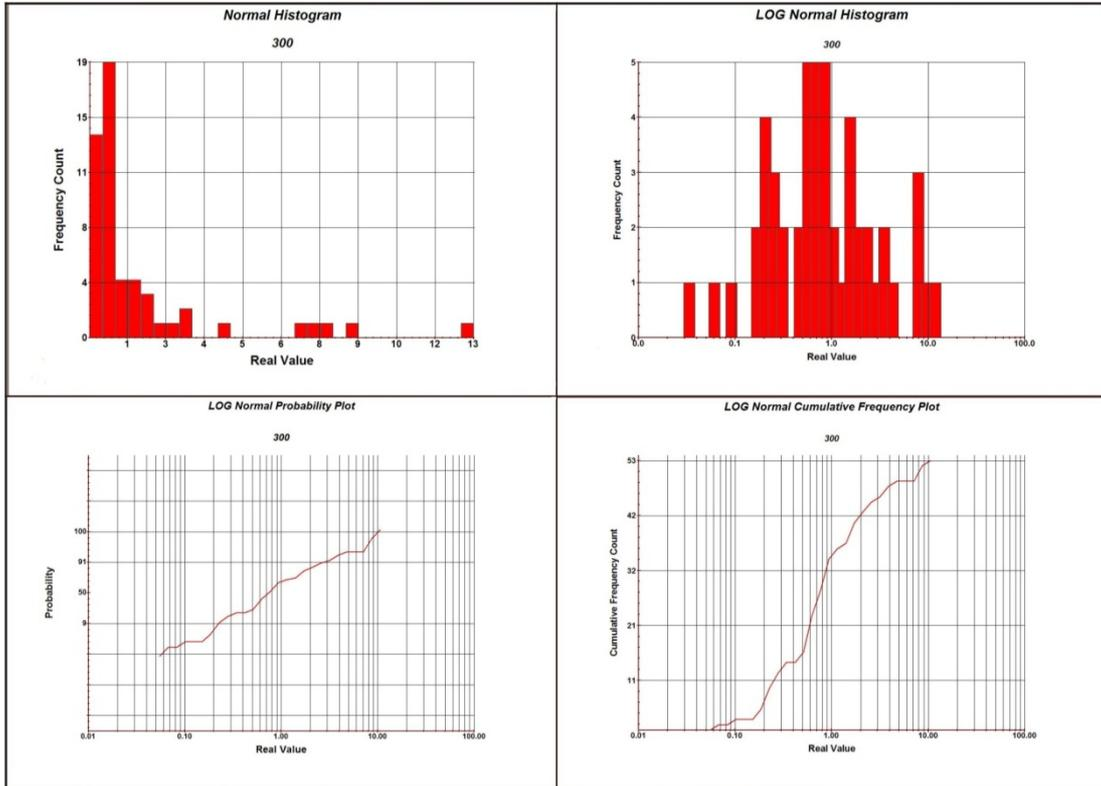 Normal Histogram
300
19
15
11
8
4
0
Frequency Count
1 3 4 5 6 8 9 10 12 13
Real Value
LOG Normal Histogram
300
5
4
3
2
1
0
Frequency Count
0.0 0.1 1.0 10.0 100.0
Real Value
LOG Normal Probability Plot
300
100
91
50
9
Probability
0.01 0.10 1.00 10.00 100.00
Real Value
LOG Normal Cumulative Frequency Plot
300
53
42
32
21
11
Cumulative Frequency Count
0.01 0.10 1.00 10.00 100.00
Real Value